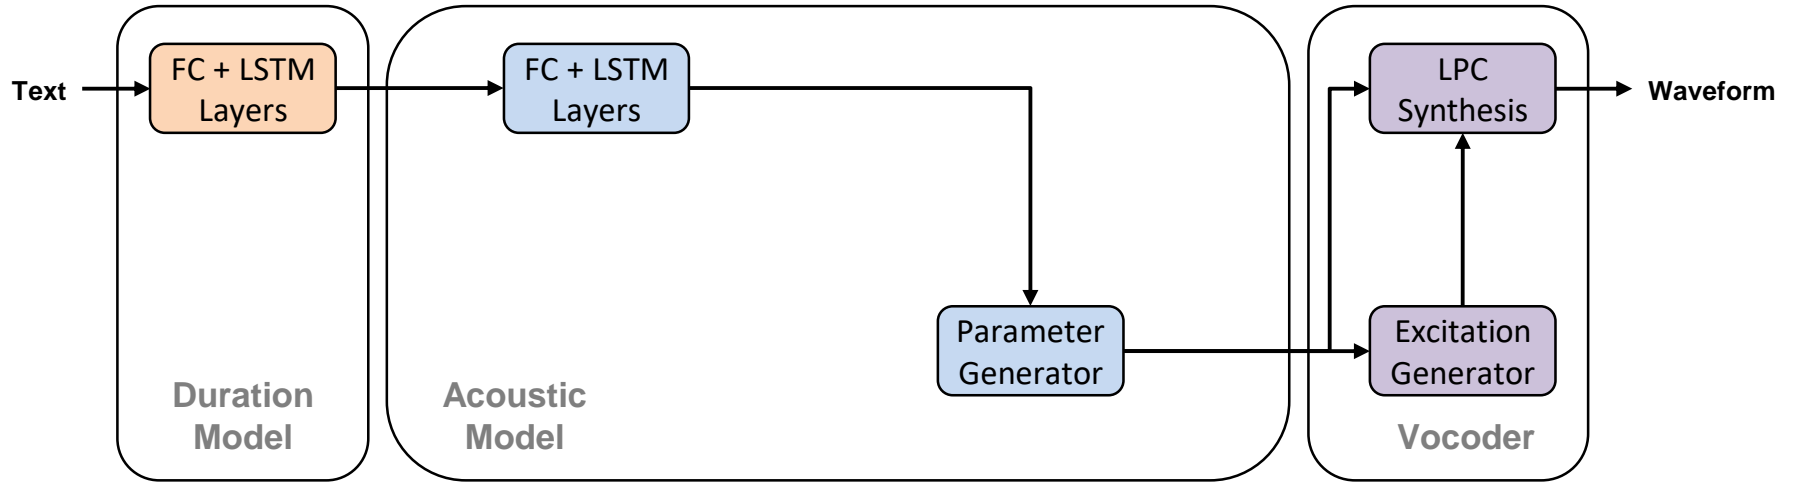 Text
FC + LSTM
Layers
FC + LSTM
Layers
LPC
Synthesis
Waveform
Parameter
Generator
Excitation
Generator
Duration
Model
Acoustic
Model
Vocoder